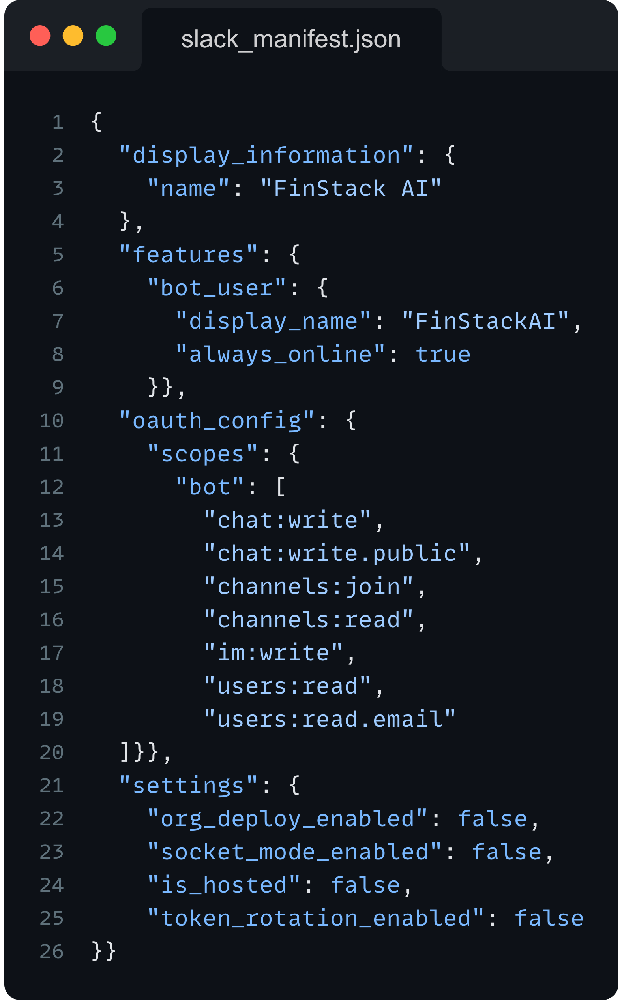 slack_manifest.json
1 {
2   "display_information": {
3     "name": "FinStack AI"
4   },
5   "features": {
6     "bot_user": {
7       "display_name": "FinStackAI",
8       "always_online": true
9     }},
10   "oauth_config": {
11     "scopes": {
12       "bot": [
13         "chat:write",
14         "chat:write.public",
15         "channels:join",
16         "channels:read",
17         "im:write",
18         "users:read",
19         "users:read.email"
20   ]}},
21   "settings": {
22     "org_deploy_enabled": false,
23     "socket_mode_enabled": false,
24     "is_hosted": false,
25     "token_rotation_enabled": false
26 }}